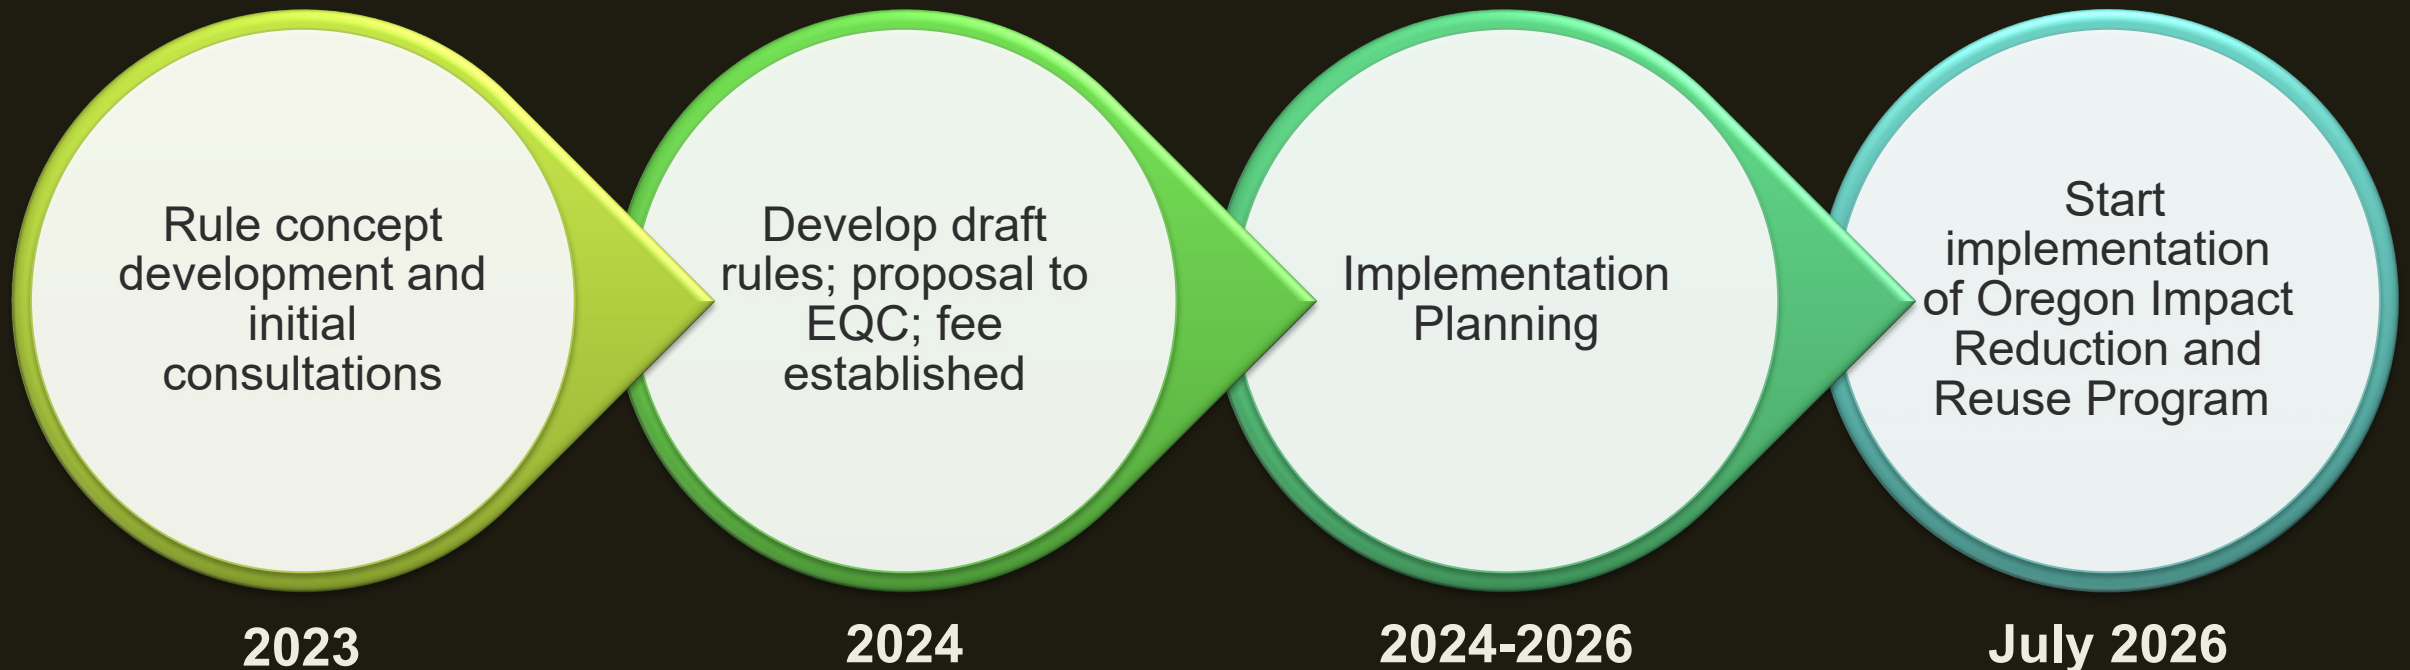 Rule concept
development and
initial
consultations
Develop draft
rules; proposal to
EQC; fee
established
Implementation
Planning
Start
implementation
of Oregon Impact
Reduction and
Reuse Program
2023
2024
2024-2026
July 2026